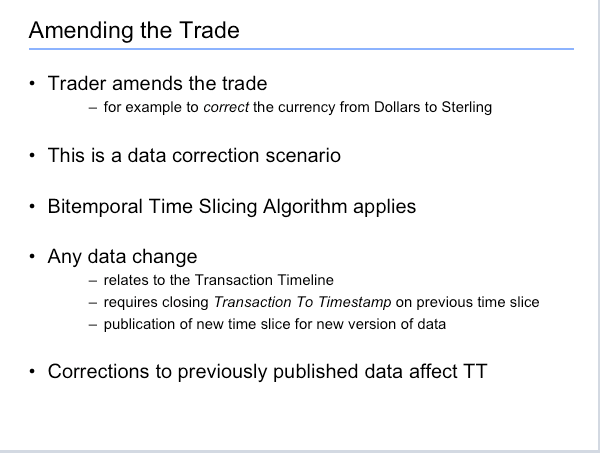 Amending the Trade
• Trader amends the trade
– for example to correct the currency from Dollars to Sterling
• This is a data correction scenario
• Bitemporal Time Slicing Algorithm applies
• Any data change
– relates to the Transaction Timeline
– requires closing Transaction To Timestamp on previous time slice
– publication of new time slice for new version of data
• Corrections to previously published data affect TT